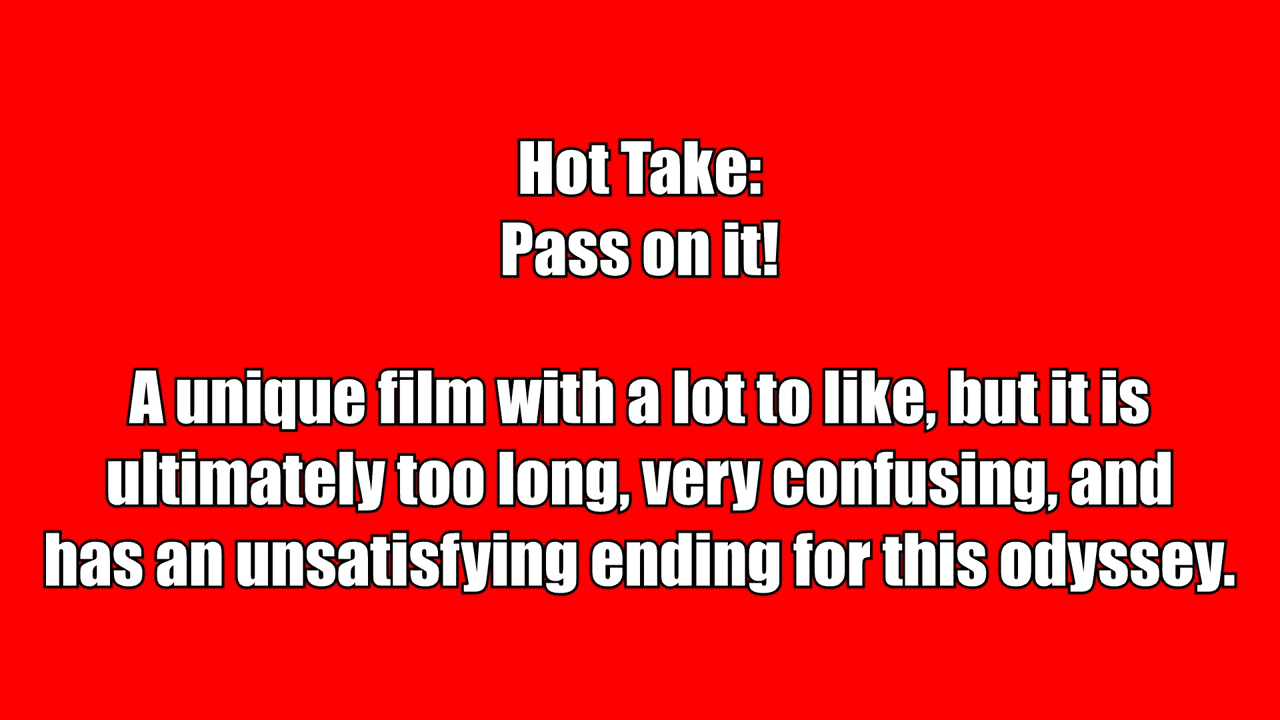 Hot Take:
Pass on it!
A unique film with a lot to like, but it is
ultimately too long, very confusing, and
has an unsatisfying ending for this odyssey.